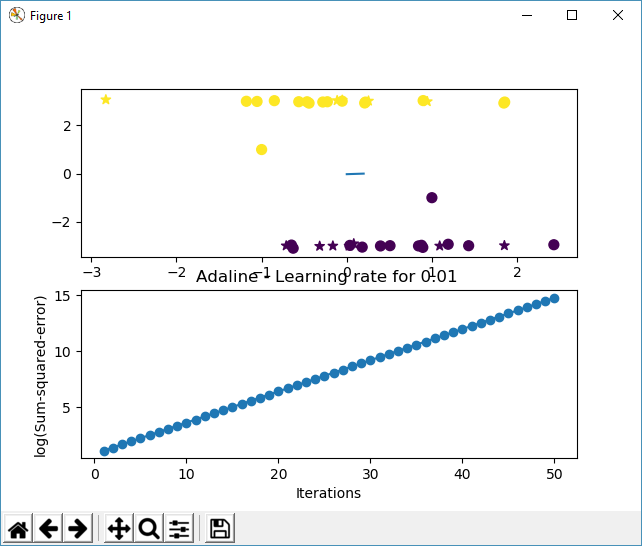 Figure 1
2
0
−2
−3 −2 −1 0 1 2
Adaline - Learning rate for 0.01
15
10
5
log(Sum-squared-error)
0 10 20 30 40 50
Iterations